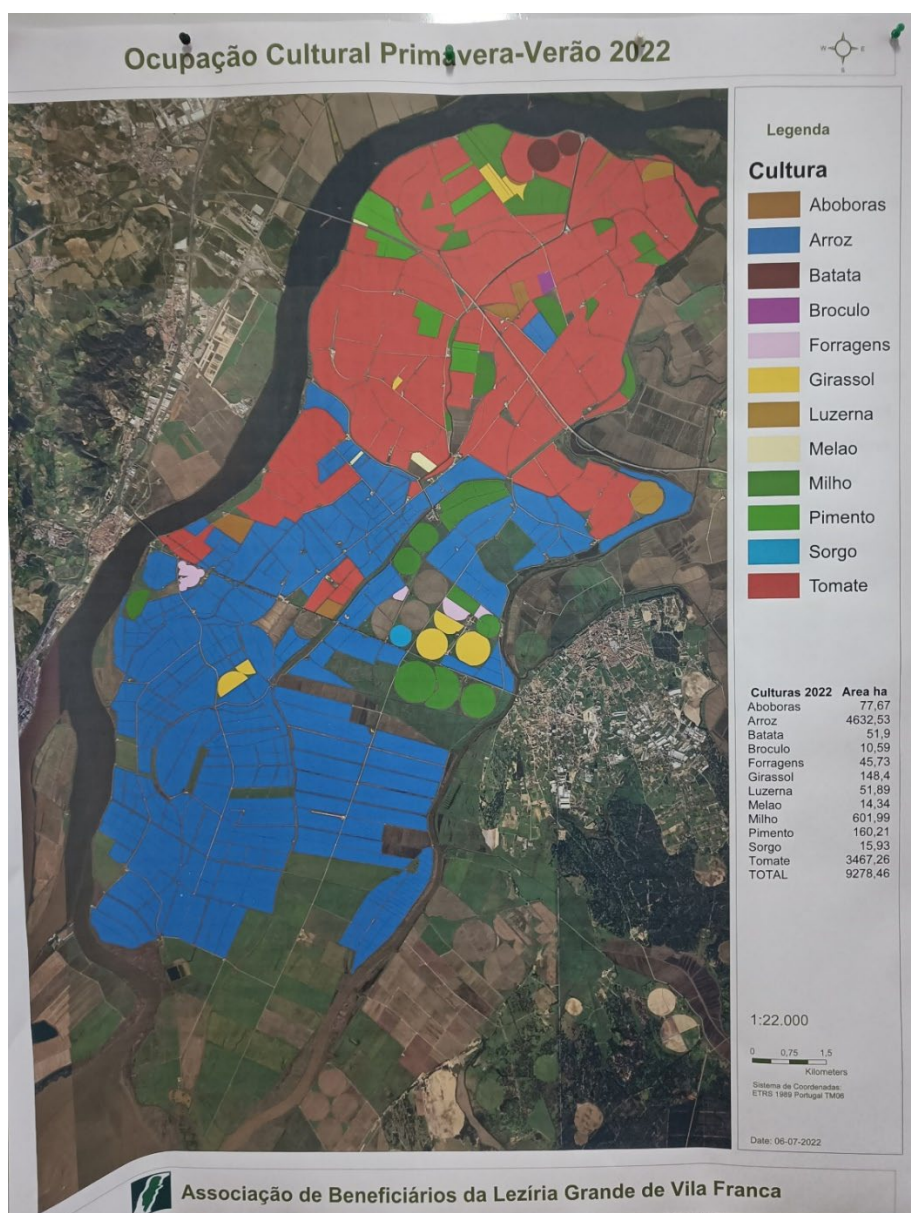 Ocupação Cultural Primavera-Verão 2022
N
W E
S
Legenda
Cultura
Aboboras
Arroz
Batata
Broculo
Forragens
Girassol
Luzerna
Melao
Milho
Pimento
Sorgo
Tomate
Culturas 2022 Area ha
Aboboras 77,67
Arroz 4632,53
Batata 51,9
Broculo 10,59
Forragens 45,73
Girassol 148,4
Luzerna 51,89
Melao 14,34
Milho 601,99
Pimento 160,21
Sorgo 15,93
Tomate 3467,26
TOTAL 9278,46
1:22.000
0 0,75 1,5
Kilometers
Sistema de Coordenadas:
ETRS 1989 Portugal TM06
Date: 06-07-2022
Associação de Beneficiários da Lezíria Grande de Vila Franca